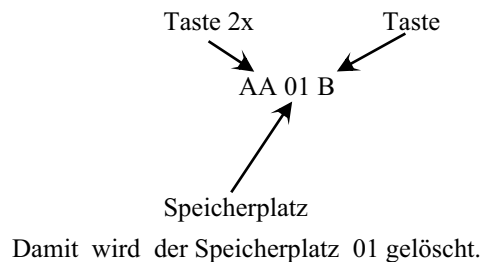 Taste 2x Taste
AA 01 B
Speicherplatz
Damit wird der Speicherplatz 01 gelöscht.